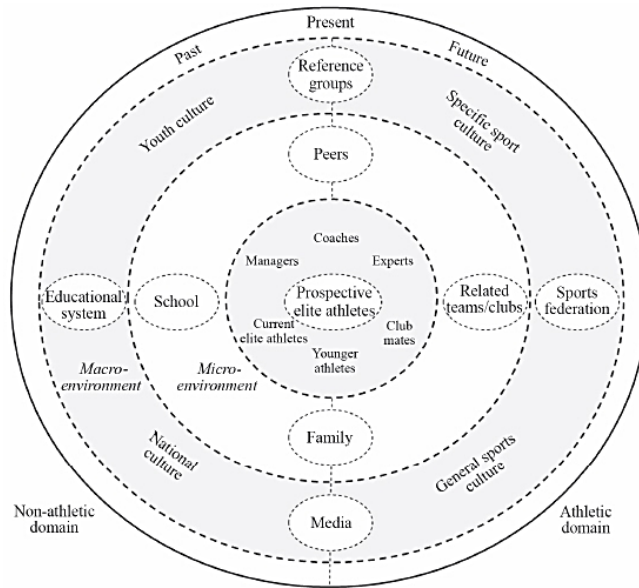 Present
Past
Future
Reference
groups
Youth culture
Specific sport
culture
Peers
Coaches
Managers
Experts
Educational
system
School
Prospective
elite athletes
Related
teams/clubs
Sports
federation
Current
elite athletes
Club
mates
Younger
athletes
Macro-
environment
Micro-
environment
Family
National
culture
General sports
culture
Non-athletic
domain
Media
Athletic
domain